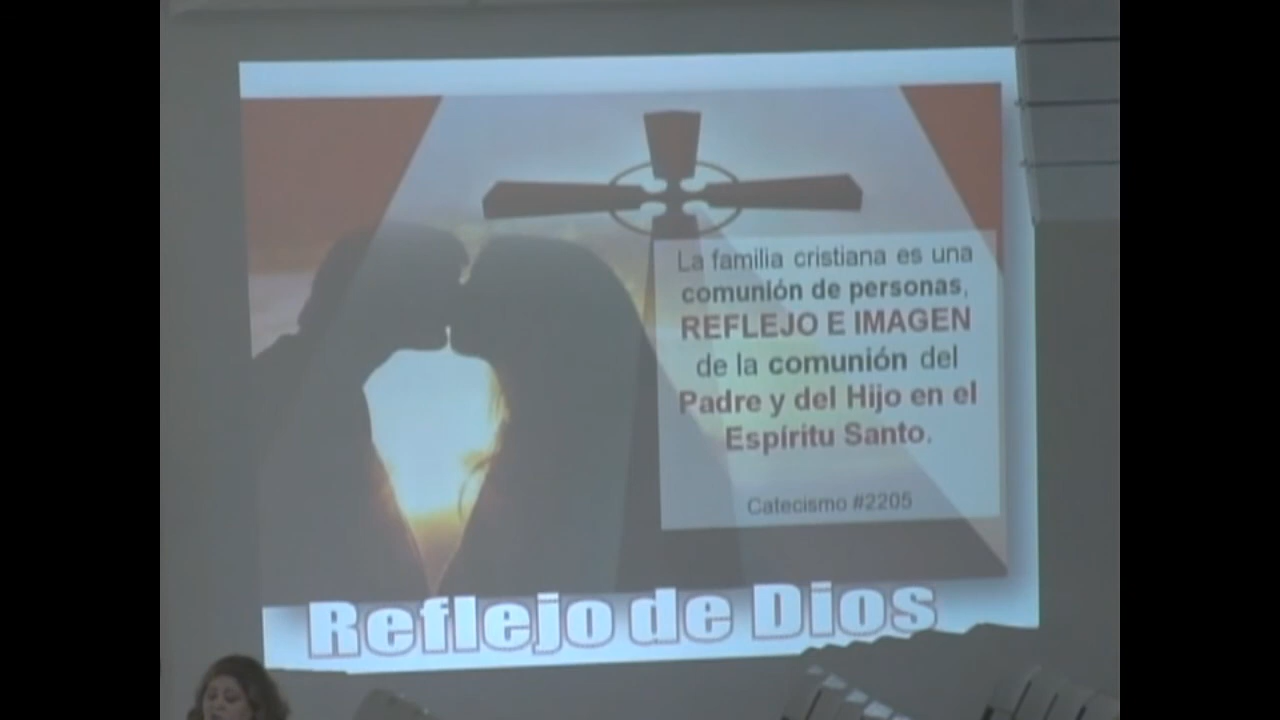 La familia cristiana es una
comunión de personas,
REFLEJO E IMAGEN
de la comunión del
Padre y del Hijo en el
Espíritu Santo.
Catecismo #2205
Reflejo de Dios